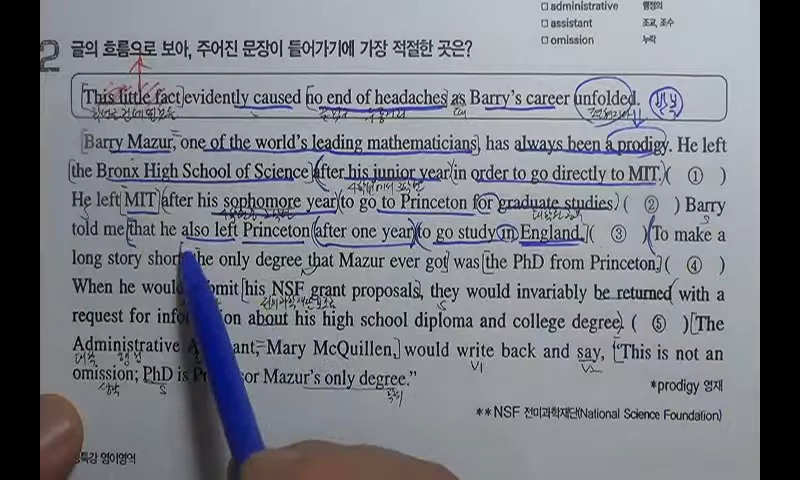 □ administrative 행정의
□ assistant 조교, 조수
□ omission 누락
2 글의 흐름으로 보아, 주어진 문장이 들어가기에 가장 적절한 곳은?
This little fact evidently caused no end of headaches as Barry's career unfolded.
Barry Mazur, one of the world's leading mathematicians, has always been a prodigy. He left
the Bronx High School of Science after his junior year in order to go directly to MIT. ( ① )
He left MIT after his sophomore year to go to Princeton for graduate studies. ( ② ) Barry
told me that he also left Princeton after one year to go study in England. ( ③ ) To make a
long story short, the only degree that Mazur ever got was the PhD from Princeton. ( ④ )
When he would submit his NSF grant proposals, they would invariably be returned with a
request for about his high school diploma and college degree. ( ⑤ ) The
Administrative Mary McQuillen, would write back and say, "This is not an
omission; PhD is Mazur's only degree."
*prodigy 영재
**NSF 전미과학재단(National Science Foundation)
특강 영어영역